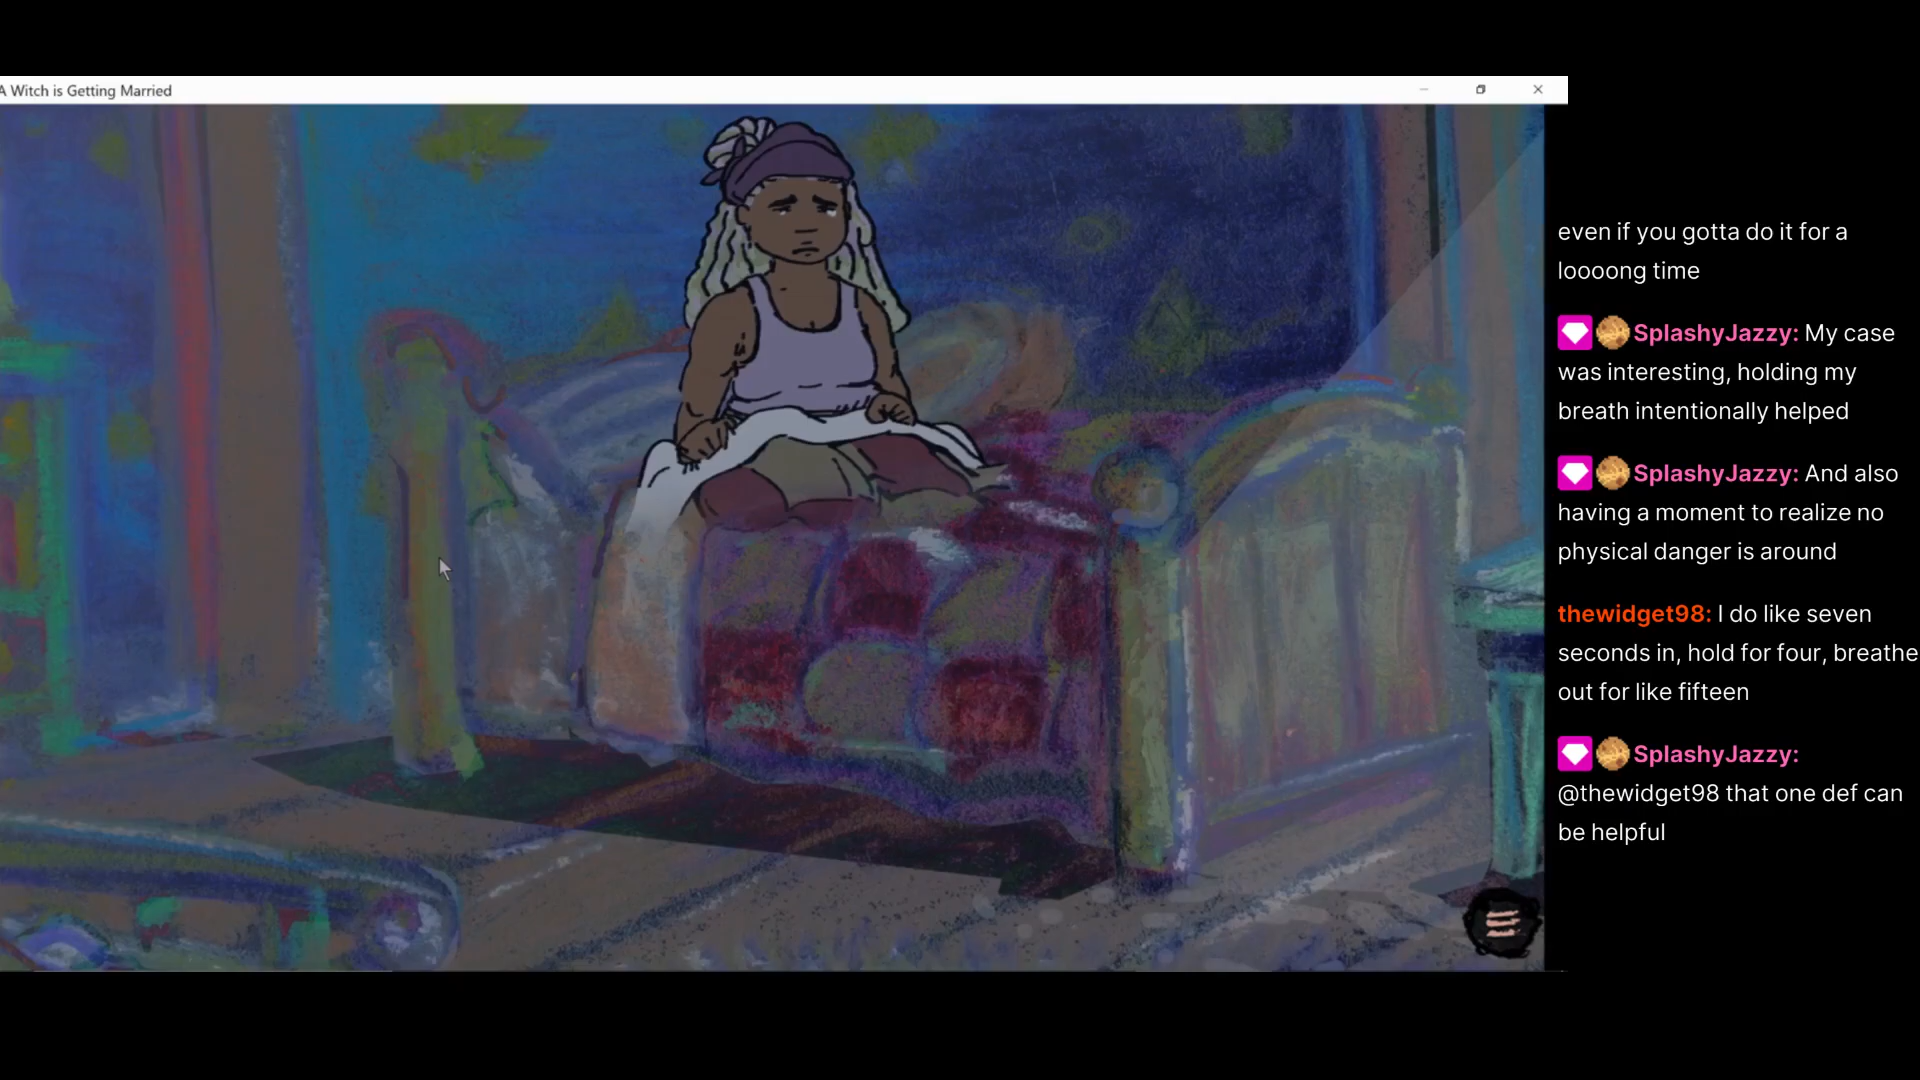 A Witch is Getting Married
even if you gotta do it for a
loooong time
SplashyJazzy: My case
was interesting, holding my
breath intentionally helped
SplashyJazzy: And also
having a moment to realize no
physical danger is around
thewidget98: I do like seven
seconds in, hold for four, breathe
out for like fifteen
SplashyJazzy:
@thewidget98 that one def can
be helpful